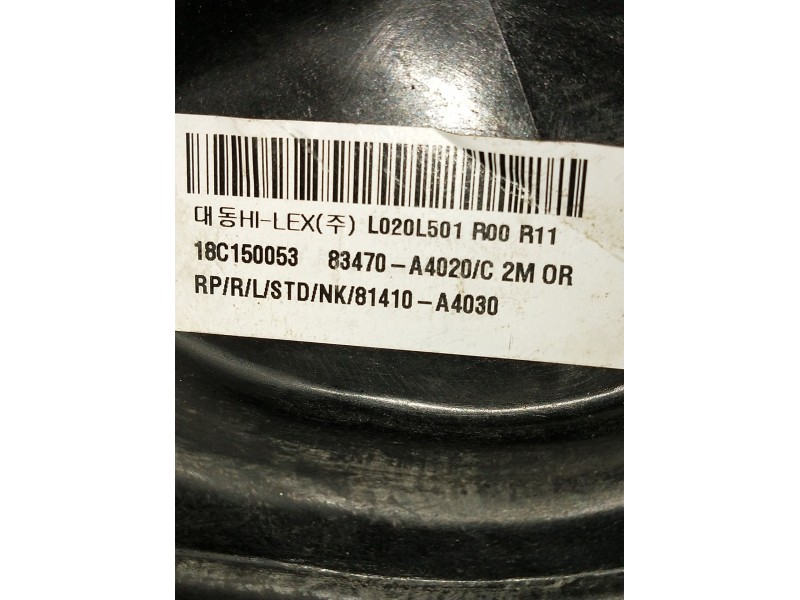 대동HI-LEX(주) L020L501 R00 R11
18C150053 83470-A4020/C 2M OR
RP/R/L/STD/NK/81410-A4030